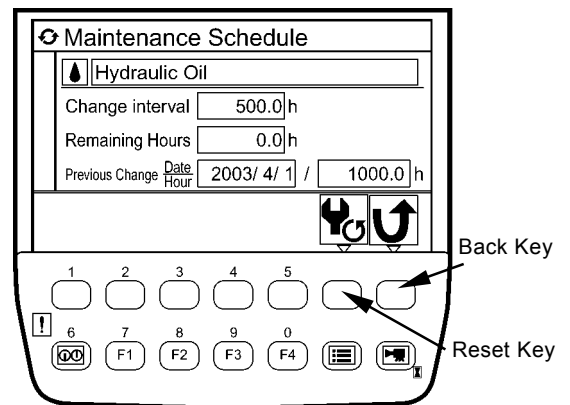 Maintenance Schedule
Hydraulic Oil
Change interval 500.0 h
Remaining Hours 0.0 h
Previous Change Date Hour 2003/ 4/ 1 / 1000.0 h
Back Key
1 2 3 4 5
!
6 7 8 9 0
F1 F2 F3 F4
Reset Key